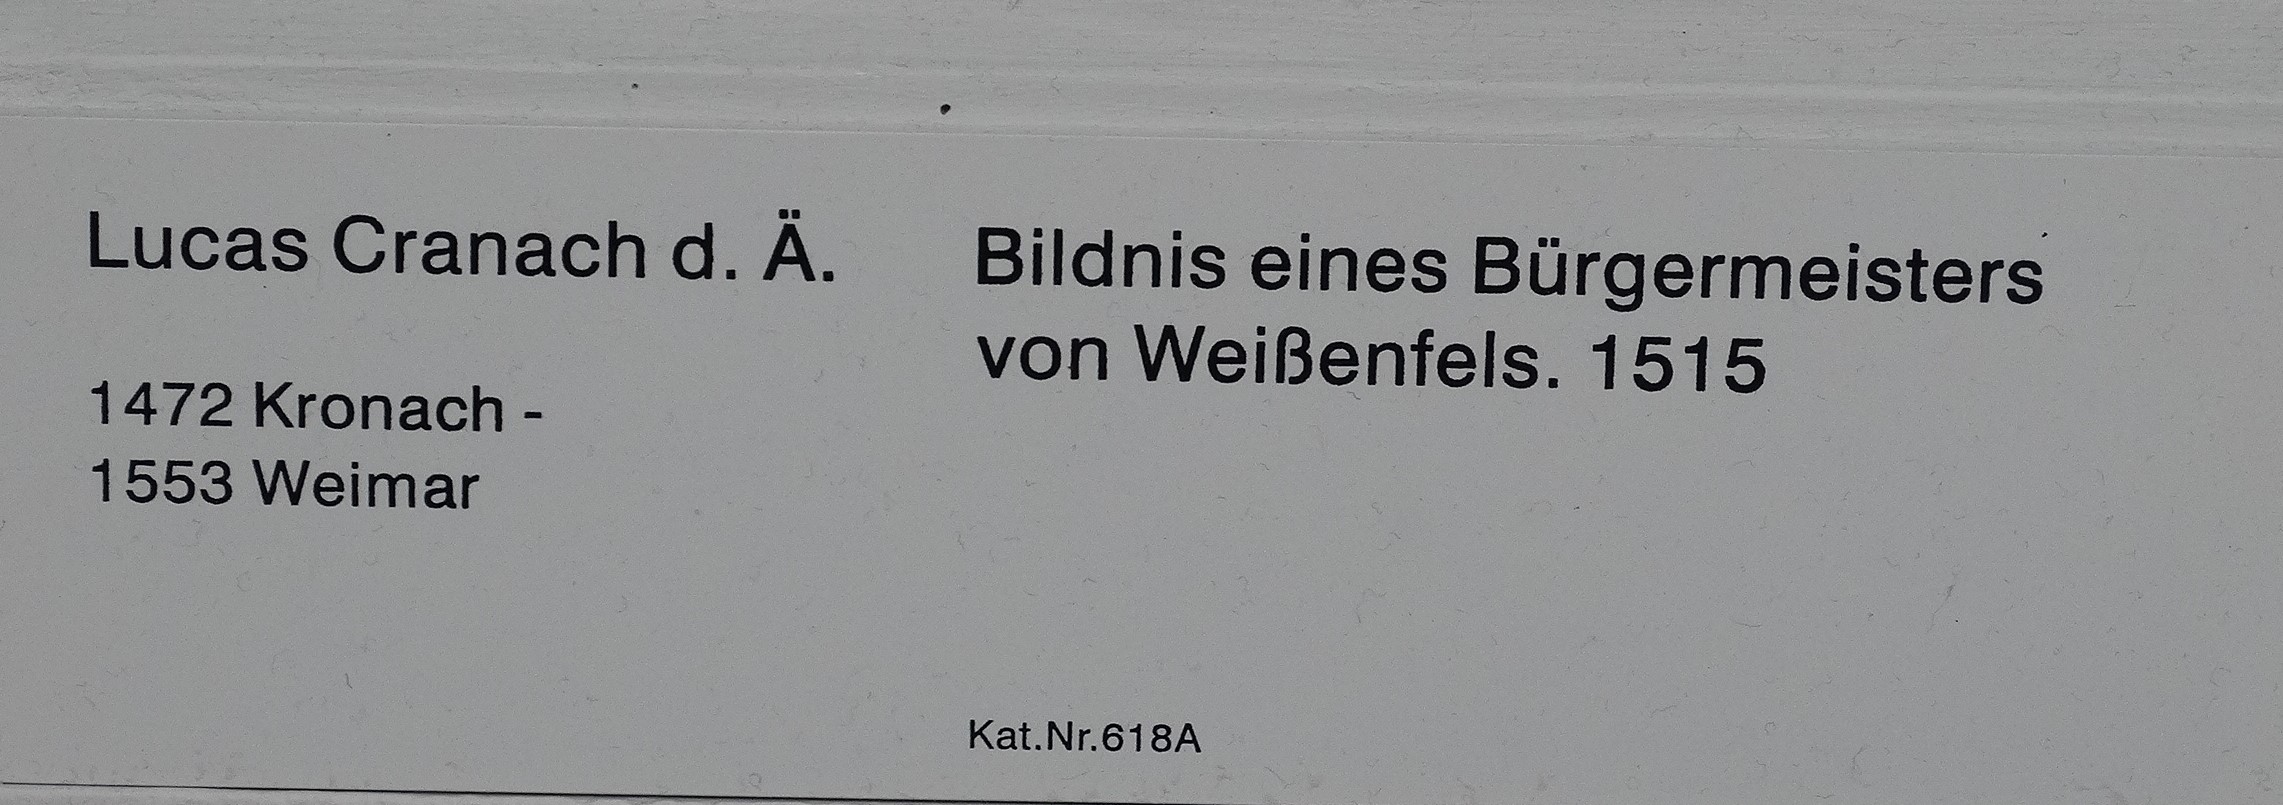 Lucas Cranach d. Ä.
1472 Kronach -
1553 Weimar
Bildnis eines Bürgermeisters
von Weißenfels. 1515
Kat.Nr.618A